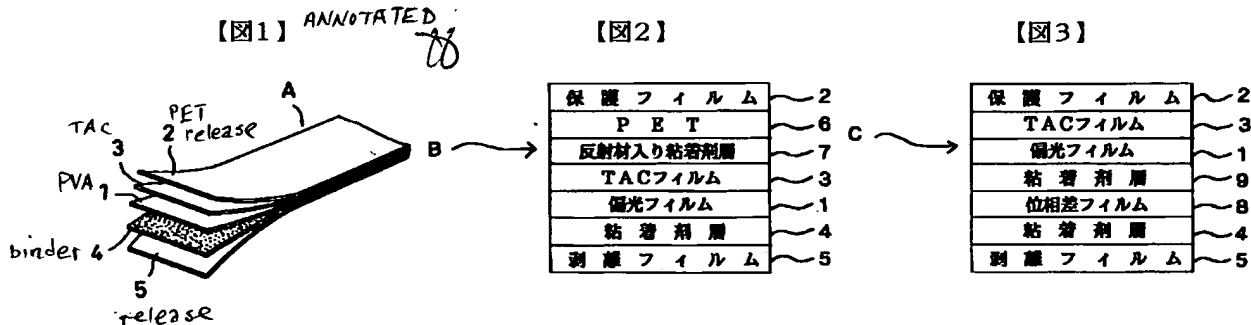 【図1】 ANNOTATED
A
PET
2 release
TAC
3
PVA 1
binder 4
5
release
【図2】
B
保護フィルム 2
PET 6
反射材入り粘着剤層 7
TACフィルム 3
偏光フィルム 1
粘着剤層 4
剥離フィルム 5
【図3】
C
保護フィルム 2
TACフィルム 3
偏光フィルム 1
粘着剤層 9
位相差フィルム 8
粘着剤層 4
剥離フィルム 5